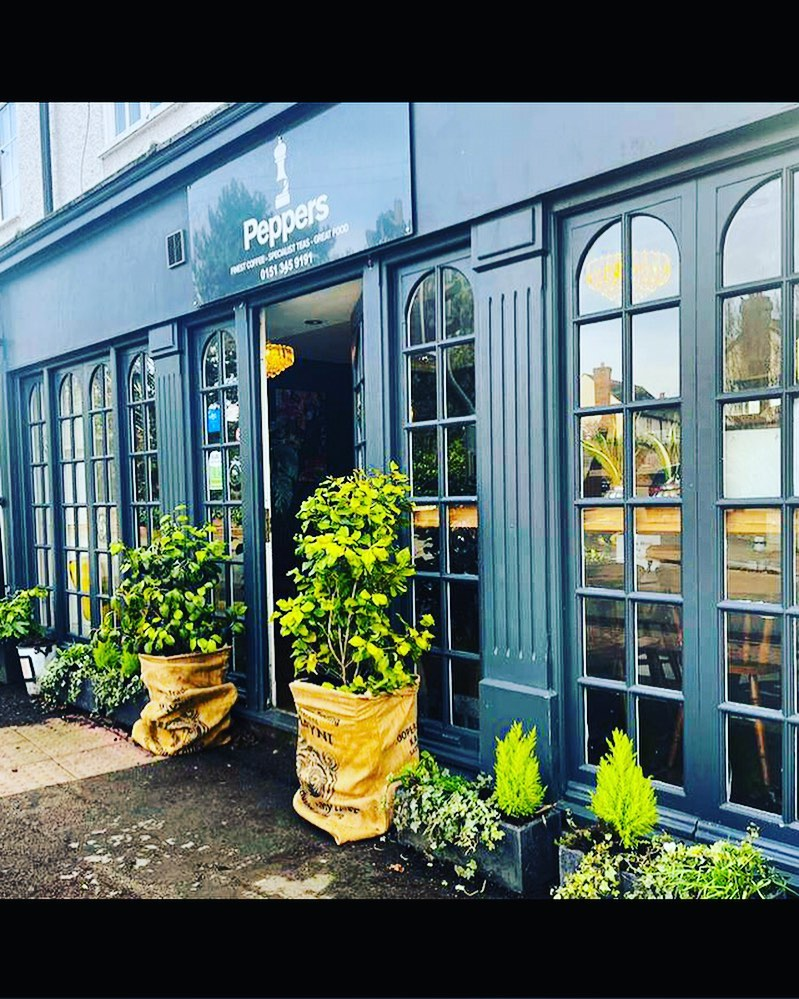 Peppers
FINEST COFFEE - SPECIALIST TEAS - GREAT FOOD
0151 345 9191